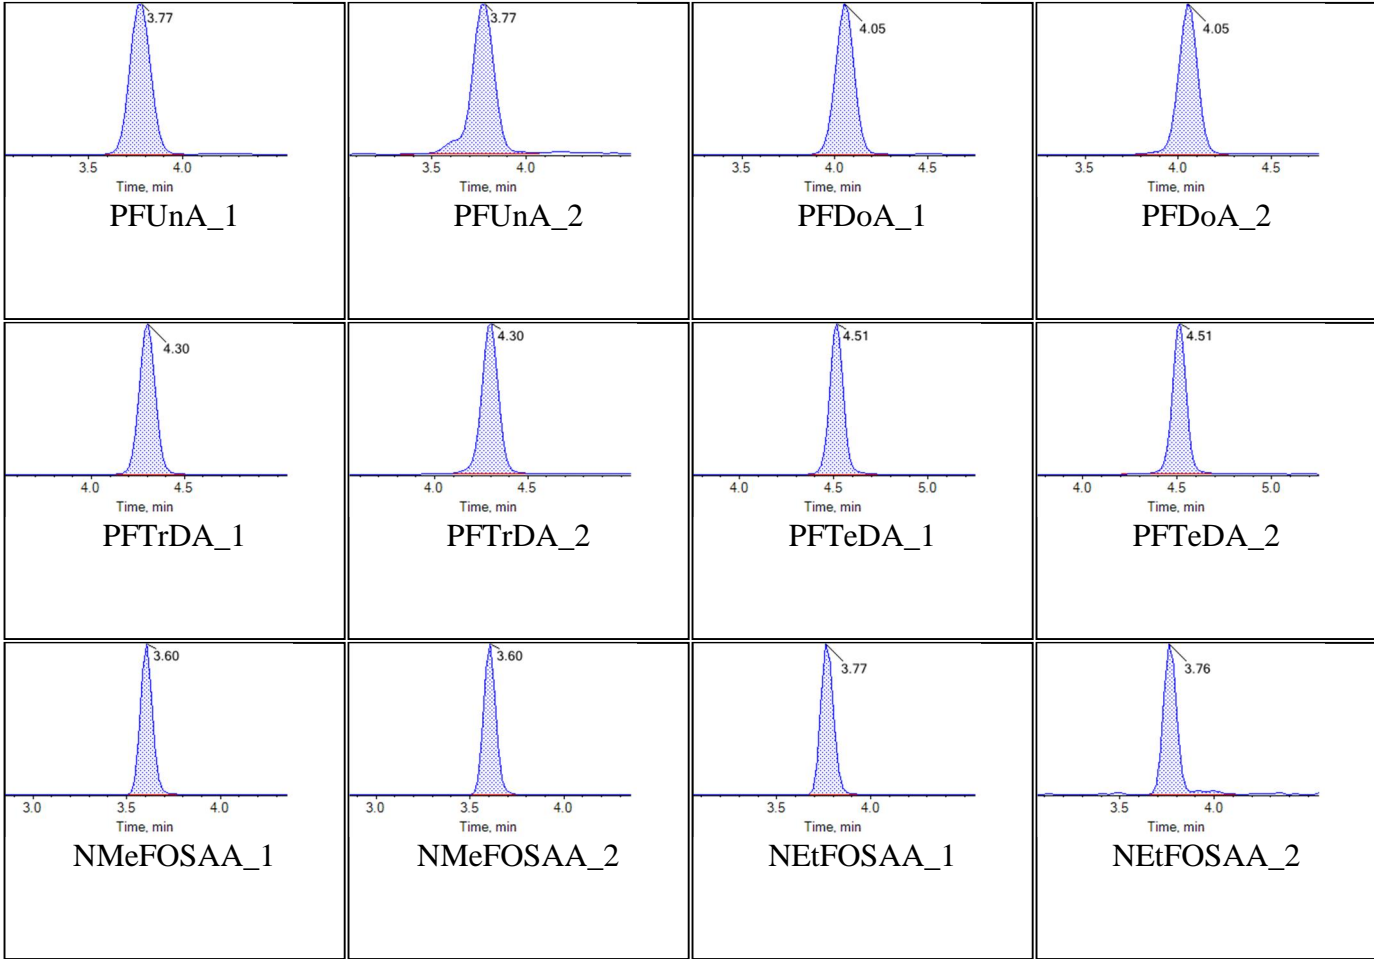 3.77
3.5 4.0
Time, min
PFUnA_1
3.77
3.5 4.0
Time, min
PFUnA_2
4.05
3.5 4.0 4.5
Time, min
PFDoA_1
4.05
3.5 4.0 4.5
Time, min
PFDoA_2
4.30
4.0 4.5
Time, min
PFTrDA_1
4.30
4.0 4.5
Time, min
PFTrDA_2
4.51
4.0 4.5 5.0
Time, min
PFTeDA_1
4.51
4.0 4.5 5.0
Time, min
PFTeDA_2
3.60
3.0 3.5 4.0
Time, min
NMeFOSAA_1
3.60
3.0 3.5 4.0
Time, min
NMeFOSAA_2
3.77
3.5 4.0
Time, min
NEtFOSAA_1
3.76
3.5 4.0
Time, min
NEtFOSAA_2